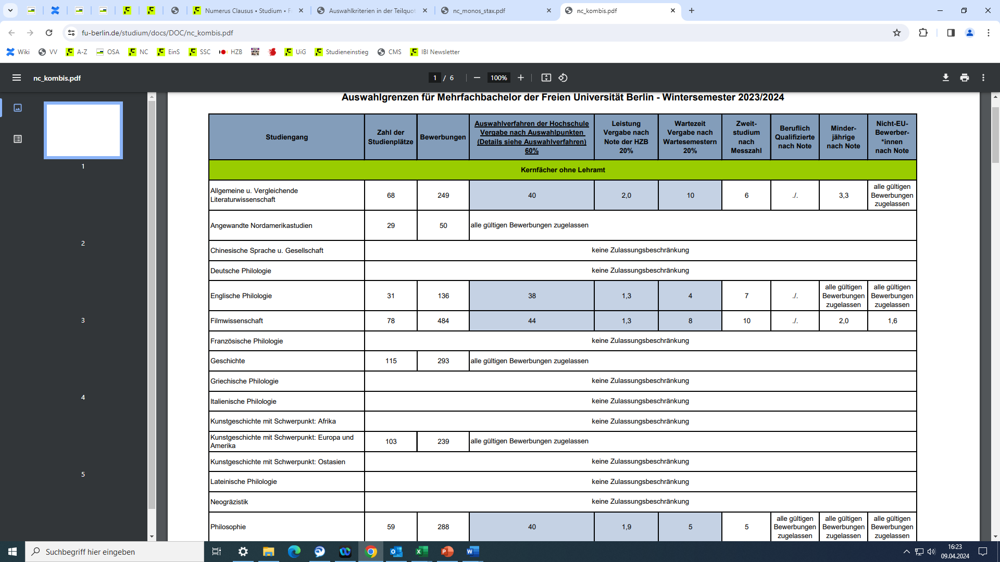 Numerus Clausus • Studium • F
Auswahlkriterien in der Teilquot
nc_monos_stax.pdf
nc_kombis.pdf
fu-berlin.de/studium/docs/DOC/nc_kombis.pdf
Wiki
VV
A-Z
OSA
NC
EinS
SSC
HZB
UiG
Studieneinstieg
CMS
IBI Newsletter
nc_kombis.pdf
1 / 6
100%
1
2
3
4
5
Auswahlgrenzen für Mehrfachbachelor der Freien Universität Berlin - Wintersemester 2023/2024
Studiengang
Zahl der
Studienplätze
Bewerbungen
Auswahlverfahren der Hochschule
Vergabe nach Auswahlpunkten
(Details siehe Auswahlverfahren)
60%
Leistung
Vergabe nach
Note der HZB
20%
Wartezeit
Vergabe nach
Wartesemestern
20%
Zweit-
studium
nach
Messzahl
Beruflich
Qualifizierte
nach Note
Minder-
jährige
nach Note
Nicht-EU-
Bewerber-
*innen
nach Note
Kernfächer ohne Lehramt
Allgemeine u. Vergleichende
Literaturwissenschaft
68
249
40
2,0
10
6
./.
3,3
alle gültigen
Bewerbungen
zugelassen
Angewandte Nordamerikastudien
29
50
alle gültigen Bewerbungen zugelassen
Chinesische Sprache u. Gesellschaft
keine Zulassungsbeschränkung
Deutsche Philologie
keine Zulassungsbeschränkung
Englische Philologie
31
136
38
1,3
4
7
./.
alle gültigen
Bewerbungen
zugelassen
alle gültigen
Bewerbungen
zugelassen
Filmwissenschaft
78
484
44
1,3
8
10
./.
2,0
1,6
Französische Philologie
keine Zulassungsbeschränkung
Geschichte
115
293
alle gültigen Bewerbungen zugelassen
Griechische Philologie
keine Zulassungsbeschränkung
Italienische Philologie
keine Zulassungsbeschränkung
Kunstgeschichte mit Schwerpunkt: Afrika
keine Zulassungsbeschränkung
Kunstgeschichte mit Schwerpunkt: Europa und
Amerika
103
239
alle gültigen Bewerbungen zugelassen
Kunstgeschichte mit Schwerpunkt: Ostasien
keine Zulassungsbeschränkung
Lateinische Philologie
keine Zulassungsbeschränkung
Neogräzistik
keine Zulassungsbeschränkung
Philosophie
59
288
40
1,9
5
5
alle gültigen
Bewerbungen
zugelassen
alle gültigen
Bewerbungen
zugelassen
alle gültigen
Bewerbungen
zugelassen
Suchbegriff hier eingeben
16:23
09.04.2024